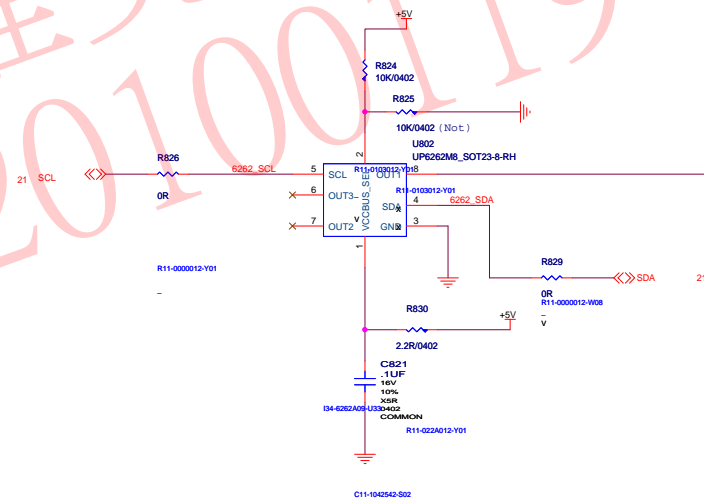 +5V
R824
10K/0402
R825
10K/0402 (Not)
U802
UP6262M8_SOT23-8-RH
R826
21 SCL
6262_SCL
0R
R11-0000012-Y01
–
2
5
6
7
8
4
3
1
SCL
OUT3
OUT2
VCC
BUS_SEL
OUT1
SDA
GND
R11-0103012-Y01
R11-0103012-Y01
6262_SDA
R829
0R
R11-0000012-W08
–
V
SDA
21
R830
+5V
2.2R/0402
C821
.1UF
16V
10%
X5R
0402
COMMON
I34-6262A09-U33
R11-022A012-Y01
C11-1042542-S02
20100119